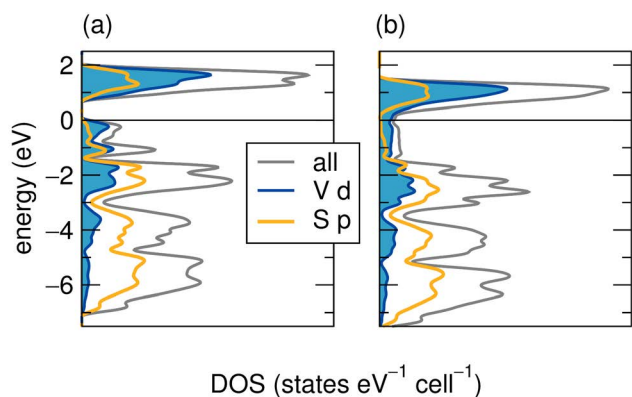 (a)
(b)
2
0
−2
−4
−6
energy (eV)
all
V d
S p
DOS (states eV⁻¹ cell⁻¹)